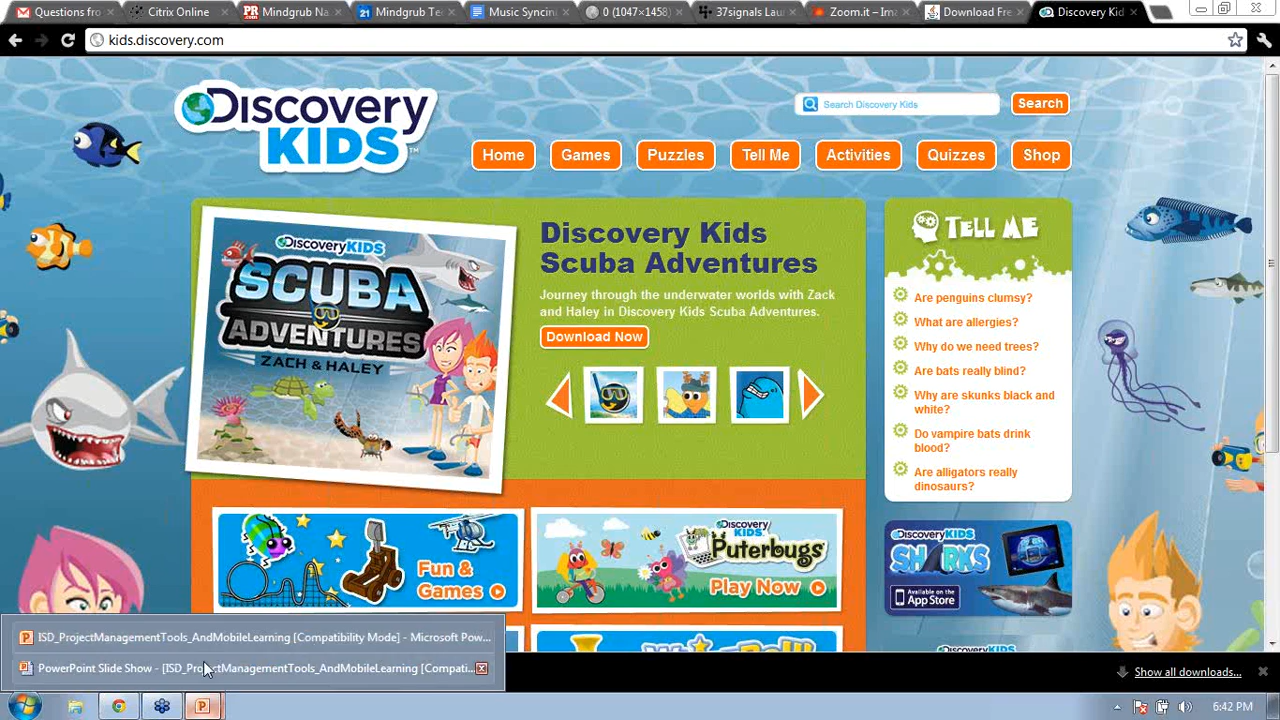 Questions fro
Citrix Online
Mindgrub Na
Mindgrub Tec
Music Syncin
0 (1047×1458)
37signals Lau
Zoom.it – Ima
Download Fre
Discovery Kid
kids.discovery.com
Discovery
KIDS
Search Discovery Kids
Search
Home
Games
Puzzles
Tell Me
Activities
Quizzes
Shop
Discovery KIDS
SCUBA
ADVENTURES
ZACH & HALEY
Discovery Kids
Scuba Adventures
Journey through the underwater worlds with Zack
and Haley in Discovery Kids Scuba Adventures.
Download Now
TELL ME
Are penguins clumsy?
What are allergies?
Why do we need trees?
Are bats really blind?
Why are skunks black and
white?
Do vampire bats drink
blood?
Are alligators really
dinosaurs?
Fun &
Games
Discovery
KIDS
Puterbugs
Play Now
Discovery KIDS
SHARKS
Available on the
App Store
ISD_ProjectManagementTools_AndMobileLearning [Compatibility Mode] - Microsoft Pow...
PowerPoint Slide Show - [ISD_ProjectManagementTools_AndMobileLearning [Compati...
Show all downloads...
6:42 PM